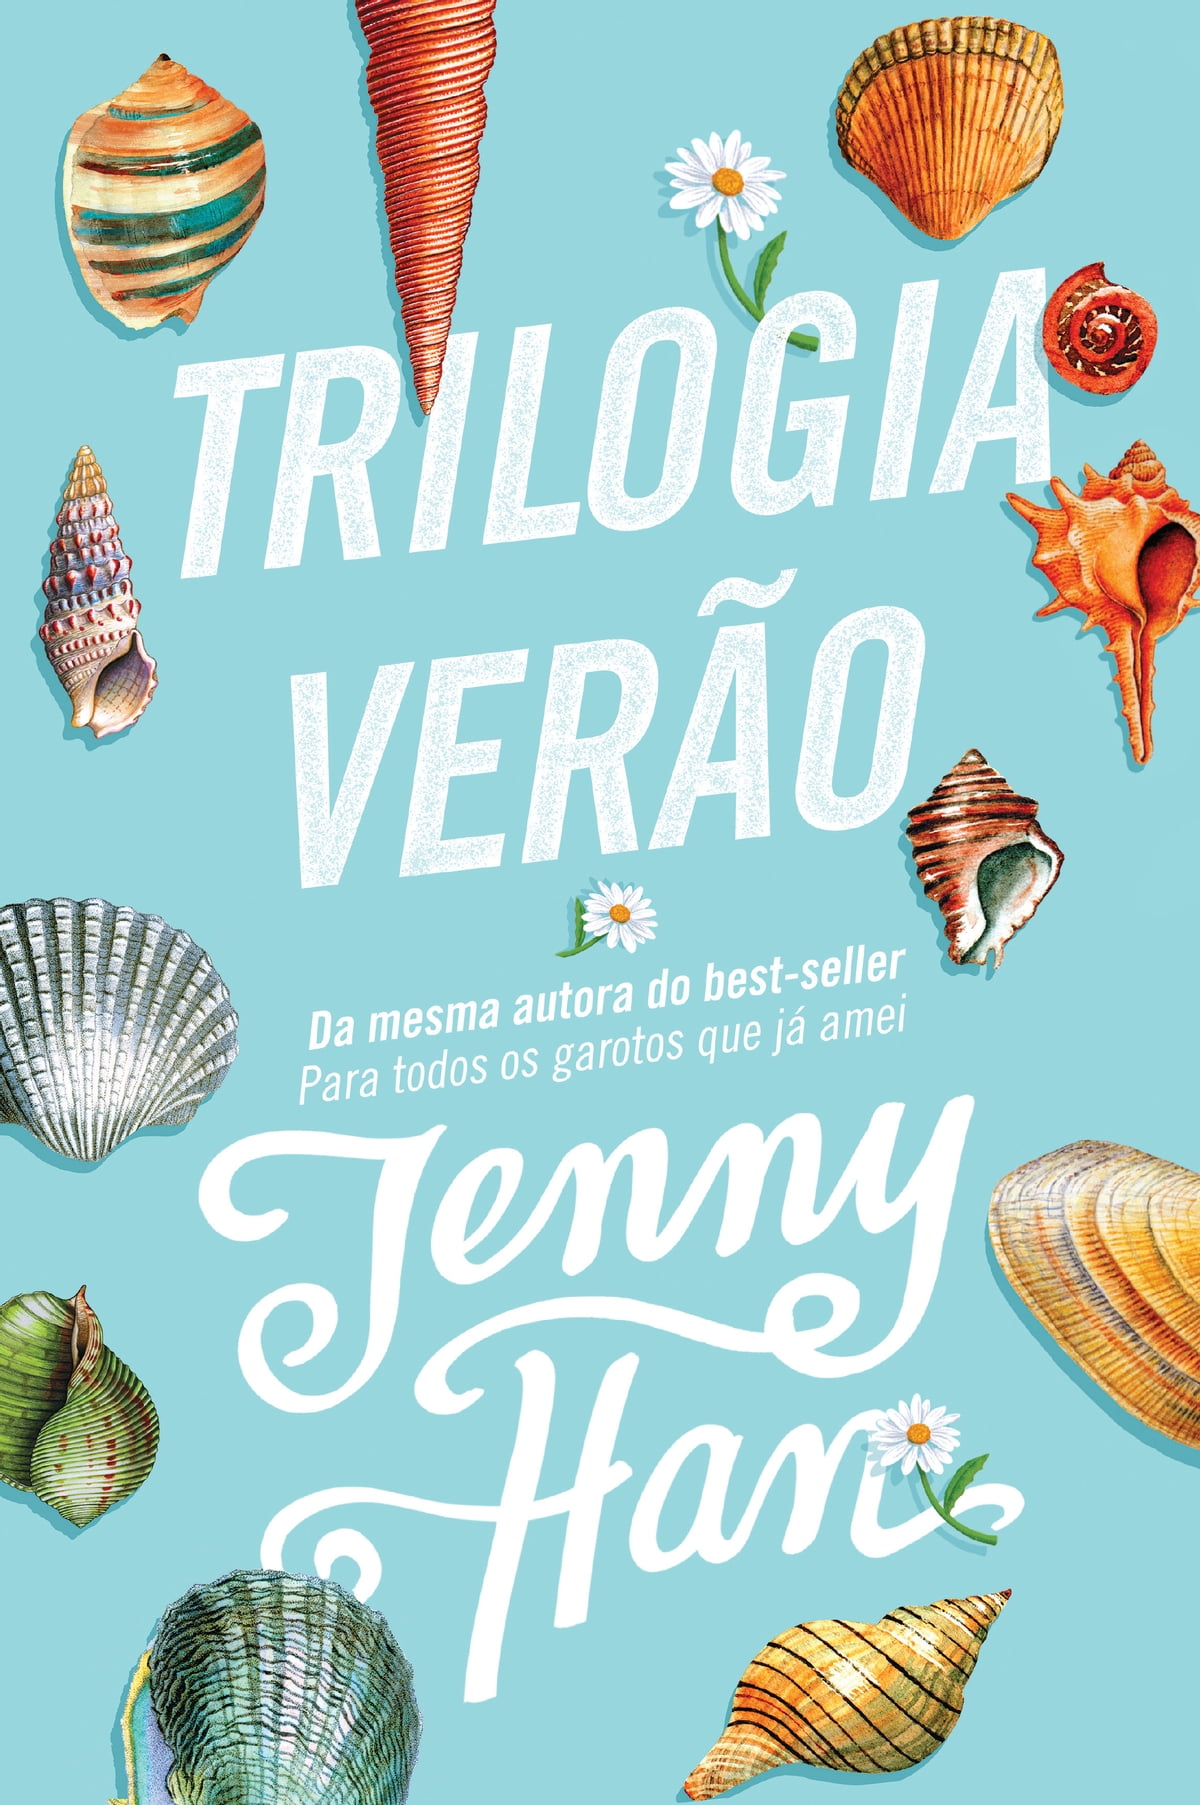 TRILOGIA
VERÃO
Da mesma autora do best-seller
Para todos os garotos que já amei
Jenny
Han